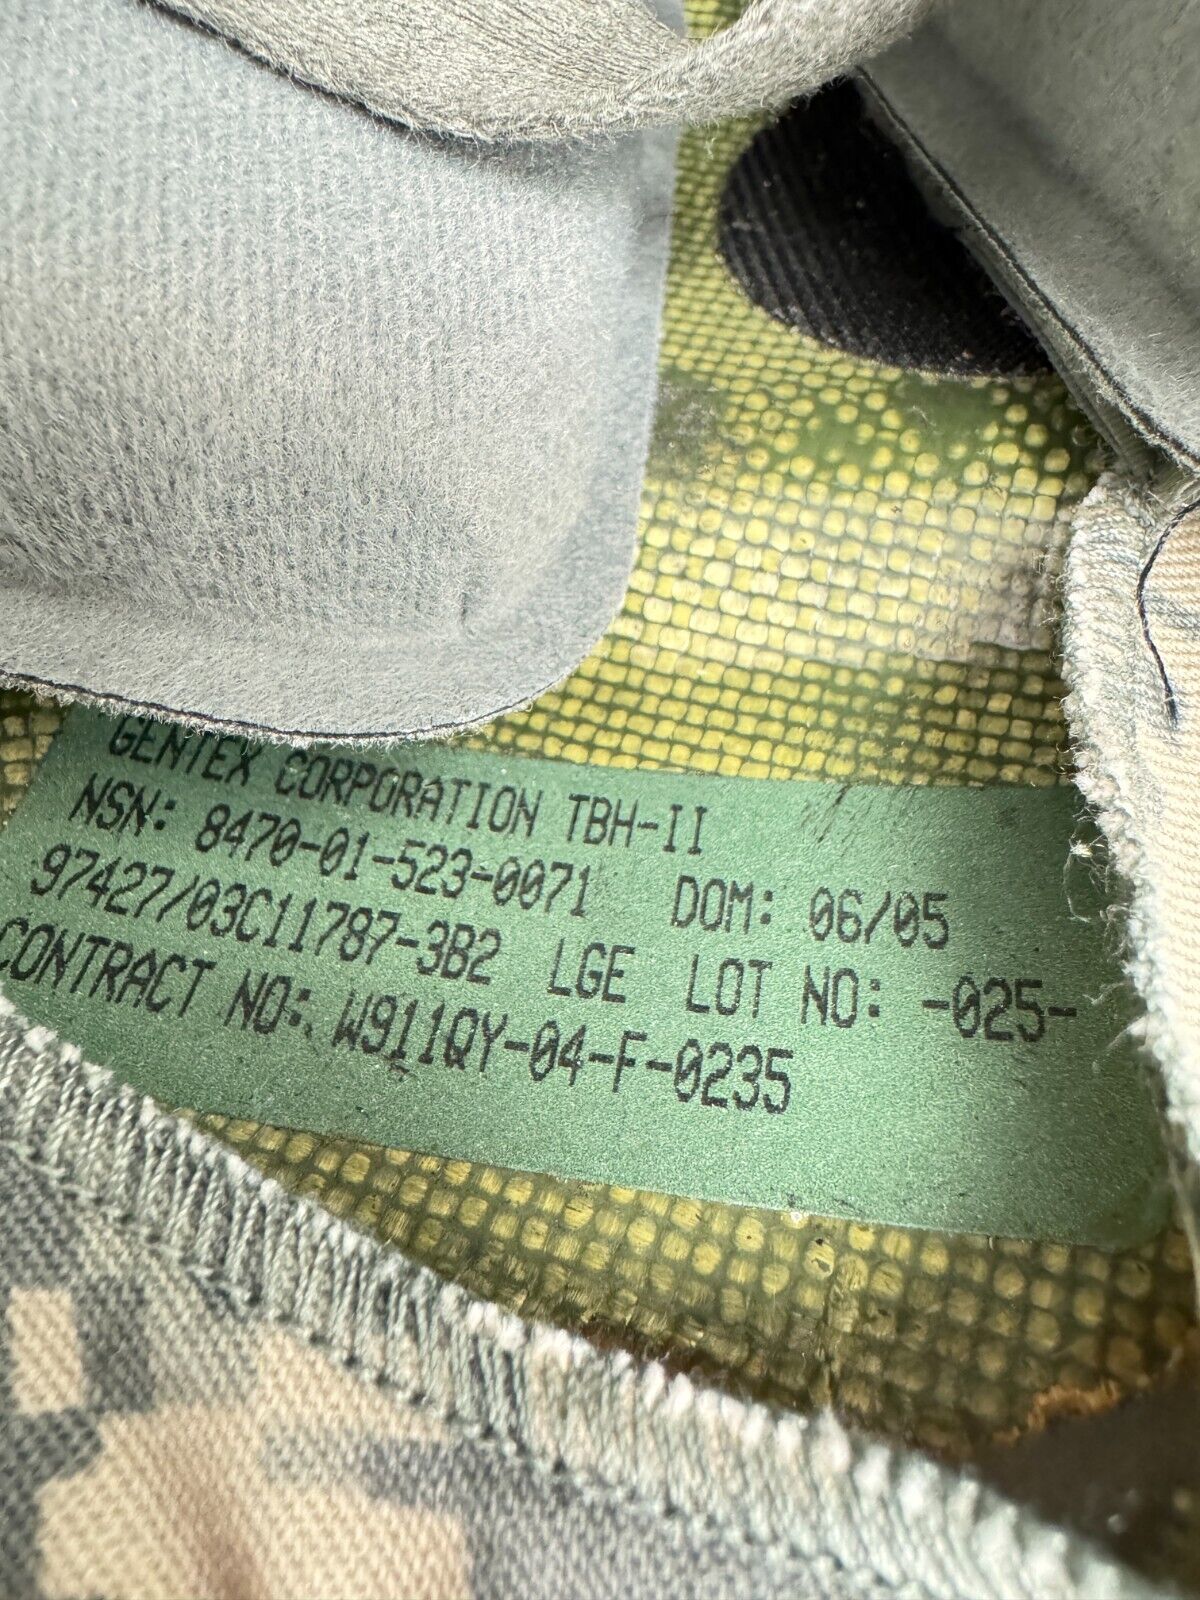 GENTEX CORPORATION TBH-II
NSN: 8470-01-523-0071 DOM: 06/05
97427/03C11787-3B2 LGE LOT NO: -025-
CONTRACT NO: W911QY-04-F-0235